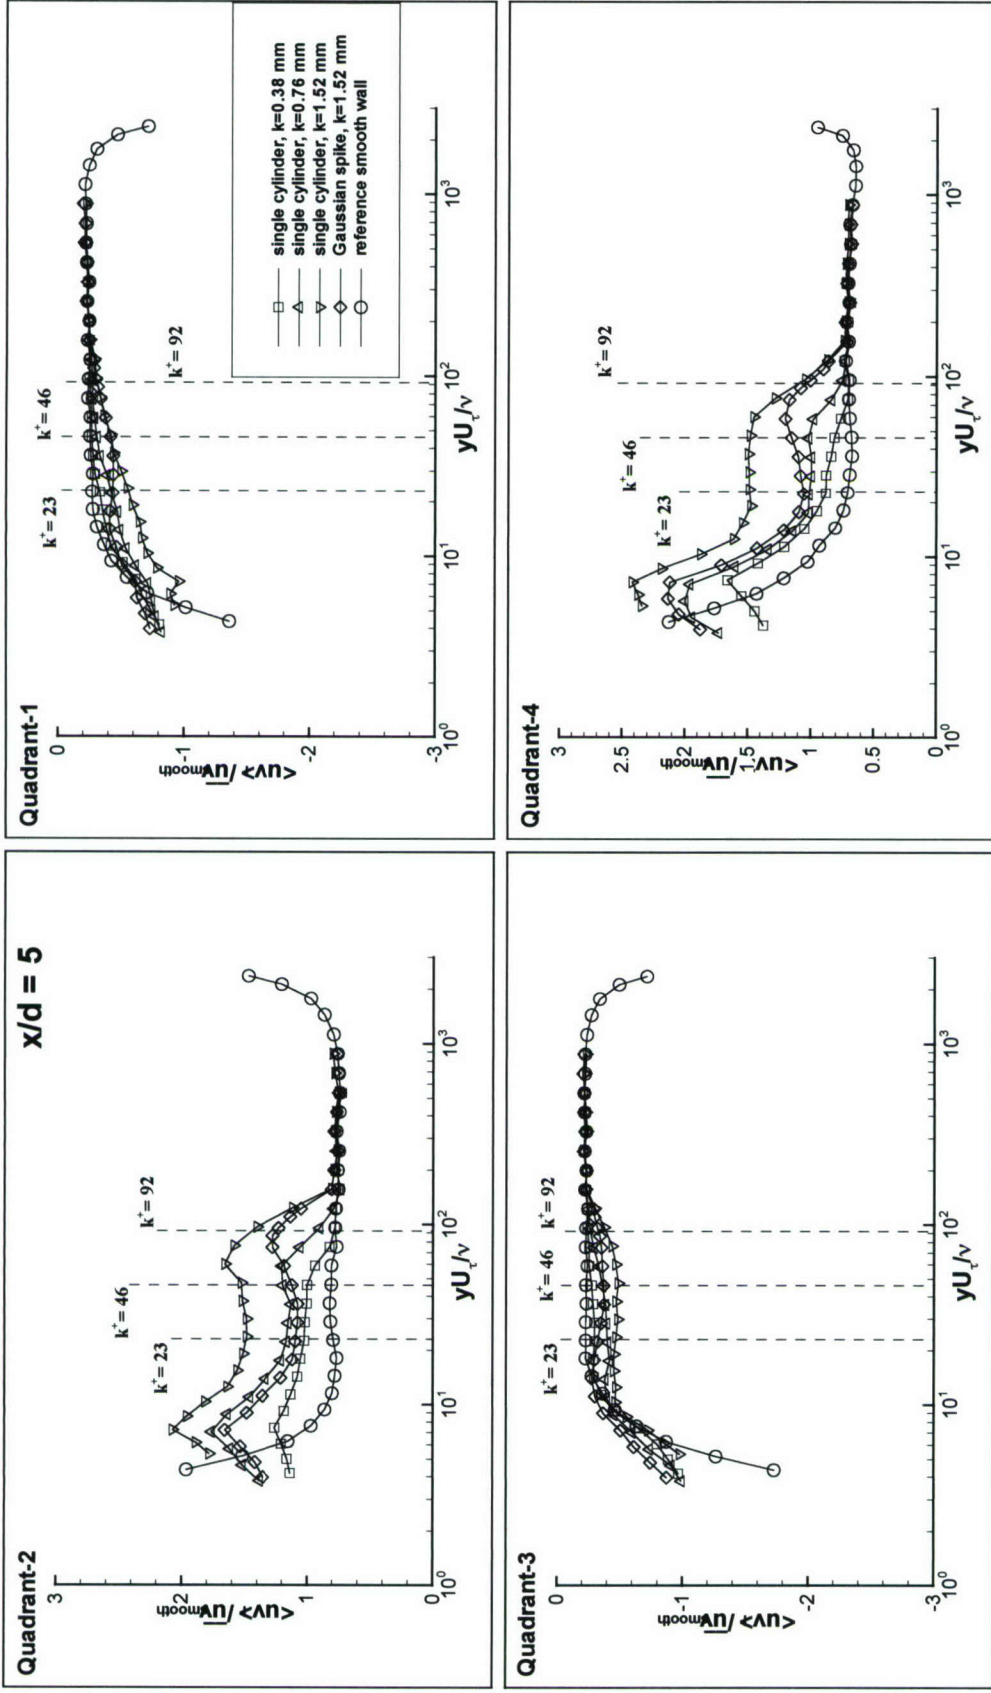 x/d = 5
Quadrant-2
<uv> / uv smooth
3
2
1
0
10⁰
10¹
10²
10³
yUτ/ν
k⁺= 23
k⁺= 46
k⁺= 92
Quadrant-1
<uv> / uv smooth
0
-1
-2
-3
10⁰
10¹
10²
10³
yUτ/ν
k⁺= 23
k⁺= 46
k⁺= 92
single cylinder, k=0.38 mm
single cylinder, k=0.76 mm
single cylinder, k=1.52 mm
Gaussian spike, k=1.52 mm
reference smooth wall
Quadrant-3
<uv> / uv smooth
0
-1
-2
-3
10⁰
10¹
10²
10³
yUτ/ν
k⁺= 23
k⁺= 46
k⁺= 92
Quadrant-4
<uv> / uv smooth
3
2.5
2
1.5
1
0.5
0
10⁰
10¹
10²
10³
yUτ/ν
k⁺= 23
k⁺= 46
k⁺= 92